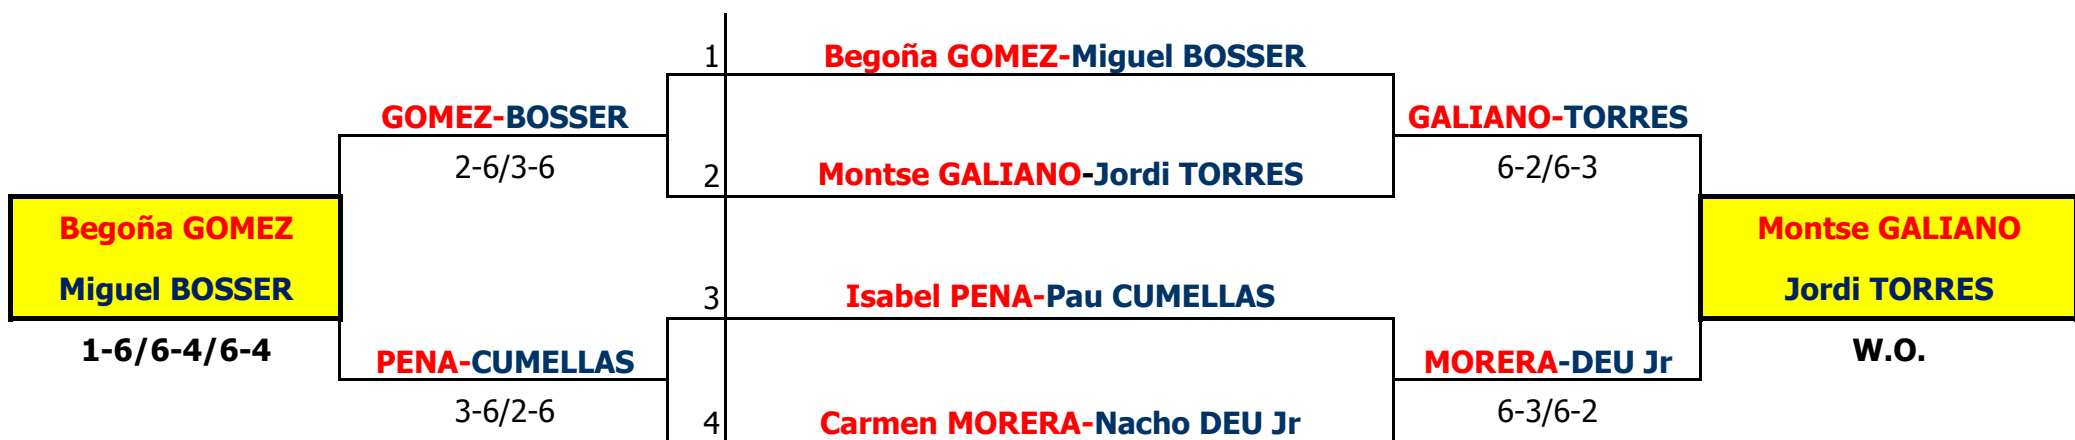 1 Begoña GOMEZ-Miguel BOSSER
GOMEZ-BOSSER GALIANO-TORRES
2-6/3-6 2 Montse GALIANO-Jordi TORRES 6-2/6-3
Begoña GOMEZ Montse GALIANO
Miguel BOSSER 3 Isabel PENA-Pau CUMELLAS Jordi TORRES
1-6/6-4/6-4 PENA-CUMELLAS MORERA-DEU Jr W.O.
3-6/2-6 4 Carmen MORERA-Nacho DEU Jr 6-3/6-2